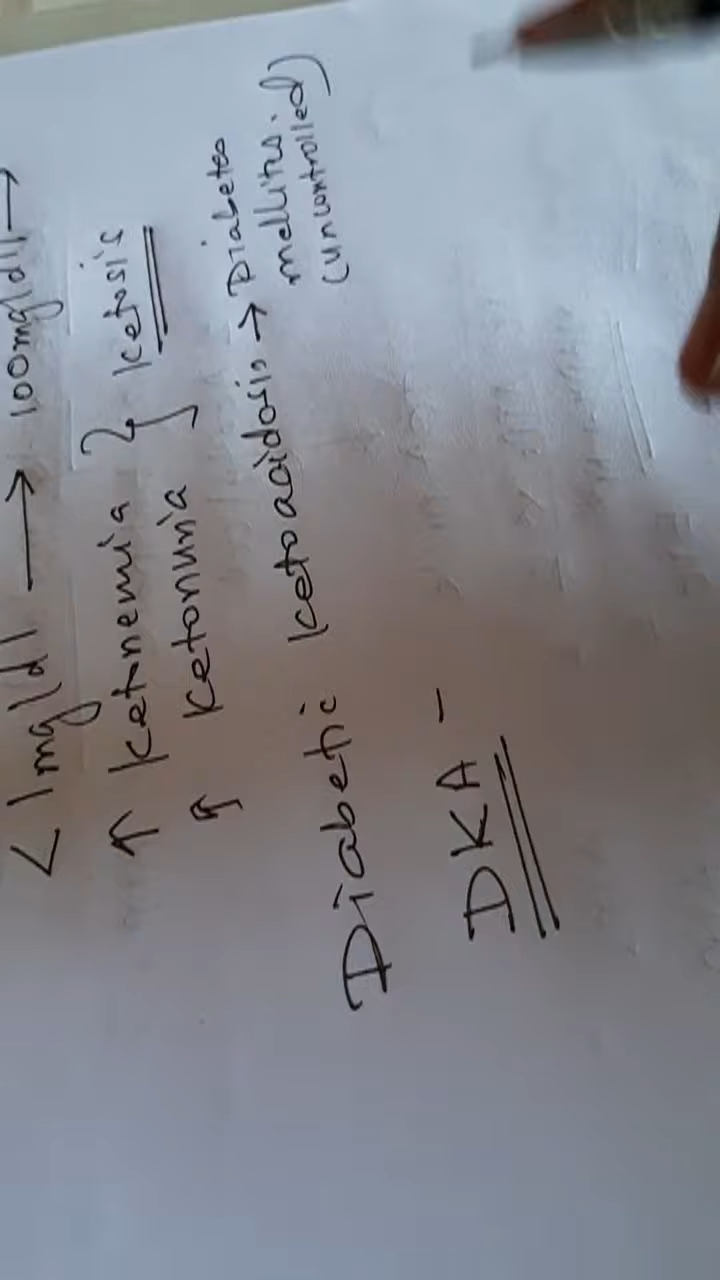 < 1mg/dl → 100mg/dl →
↑ Ketonemia } Ketosis
↑ Ketonuria
Diabetic Ketoacidosis → Diabetes mellitus. (uncontrolled)
DKA -